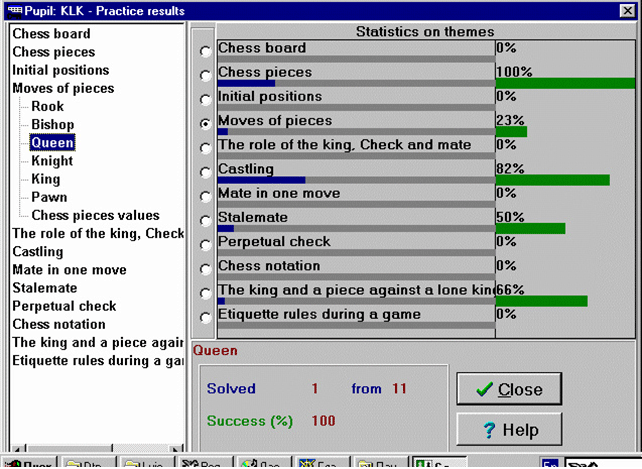 Pupil: KLK - Practice results
Chess board
Chess pieces
Initial positions
Moves of pieces
Rook
Bishop
Queen
Knight
King
Pawn
Chess pieces values
The role of the king, Check
Castling
Mate in one move
Stalemate
Perpetual check
Chess notation
The king and a piece again
Etiquette rules during a ga
Statistics on themes
Chess board 0%
Chess pieces 100%
Initial positions 0%
Moves of pieces 23%
The role of the king, Check and mate 0%
Castling 82%
Mate in one move 0%
Stalemate 50%
Perpetual check 0%
Chess notation 0%
The king and a piece against a lone king 66%
Etiquette rules during a game 0%
Queen
Solved 1 from 11
Success (%) 100
Close
Help